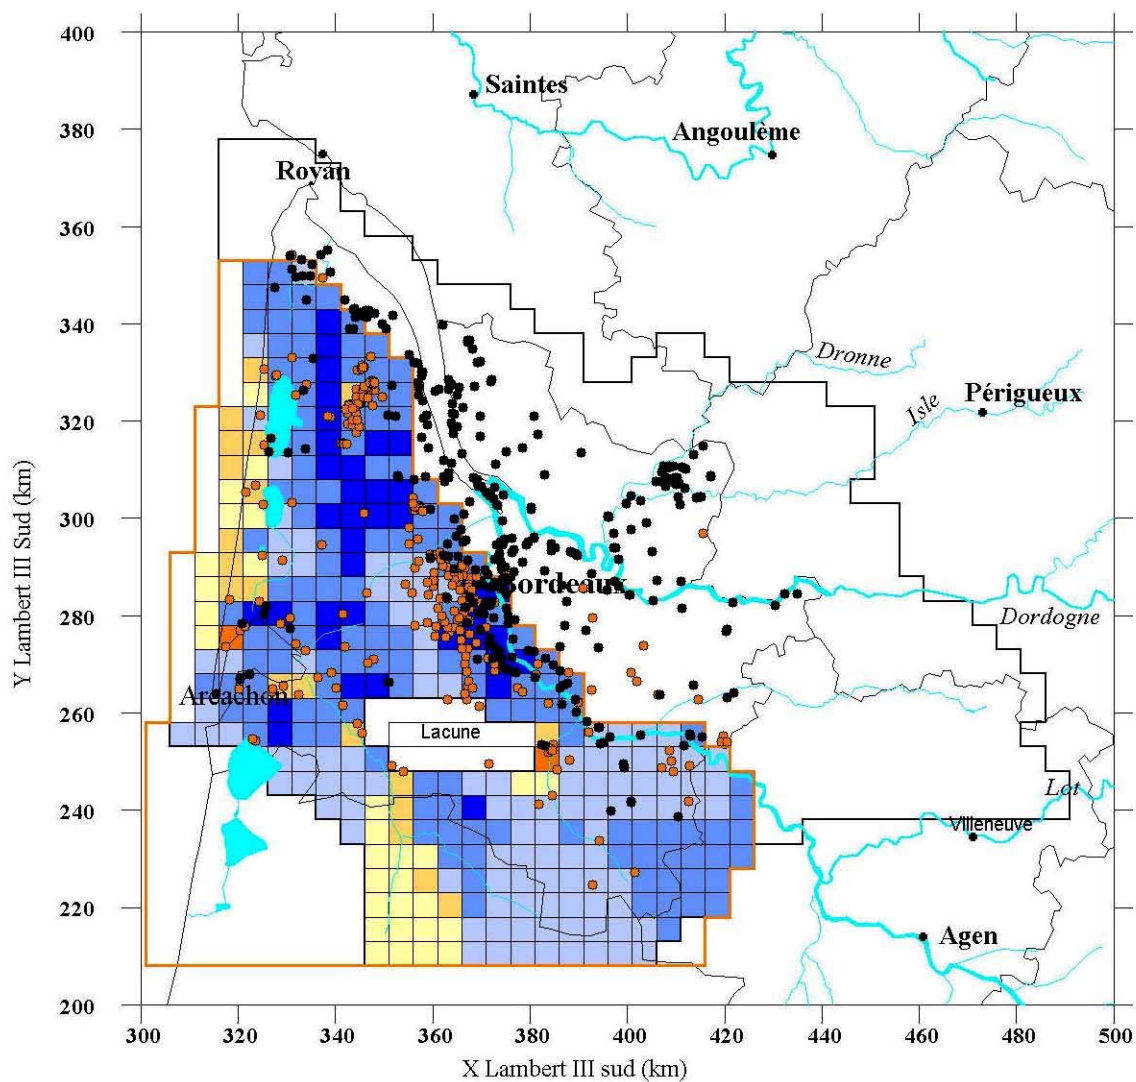 400
Saintes
380
Angoulème
Royan
360
340
Dronne
Périgueux
Isle
320
300
Bordeaux
280
Dordogne
Arcachon
260
Lacune
Lot
240
Villeneuve
220
Agen
200
300 320 340 360 380 400 420 440 460 480 500
X Lambert III sud (km)
Y Lambert III Sud (km)